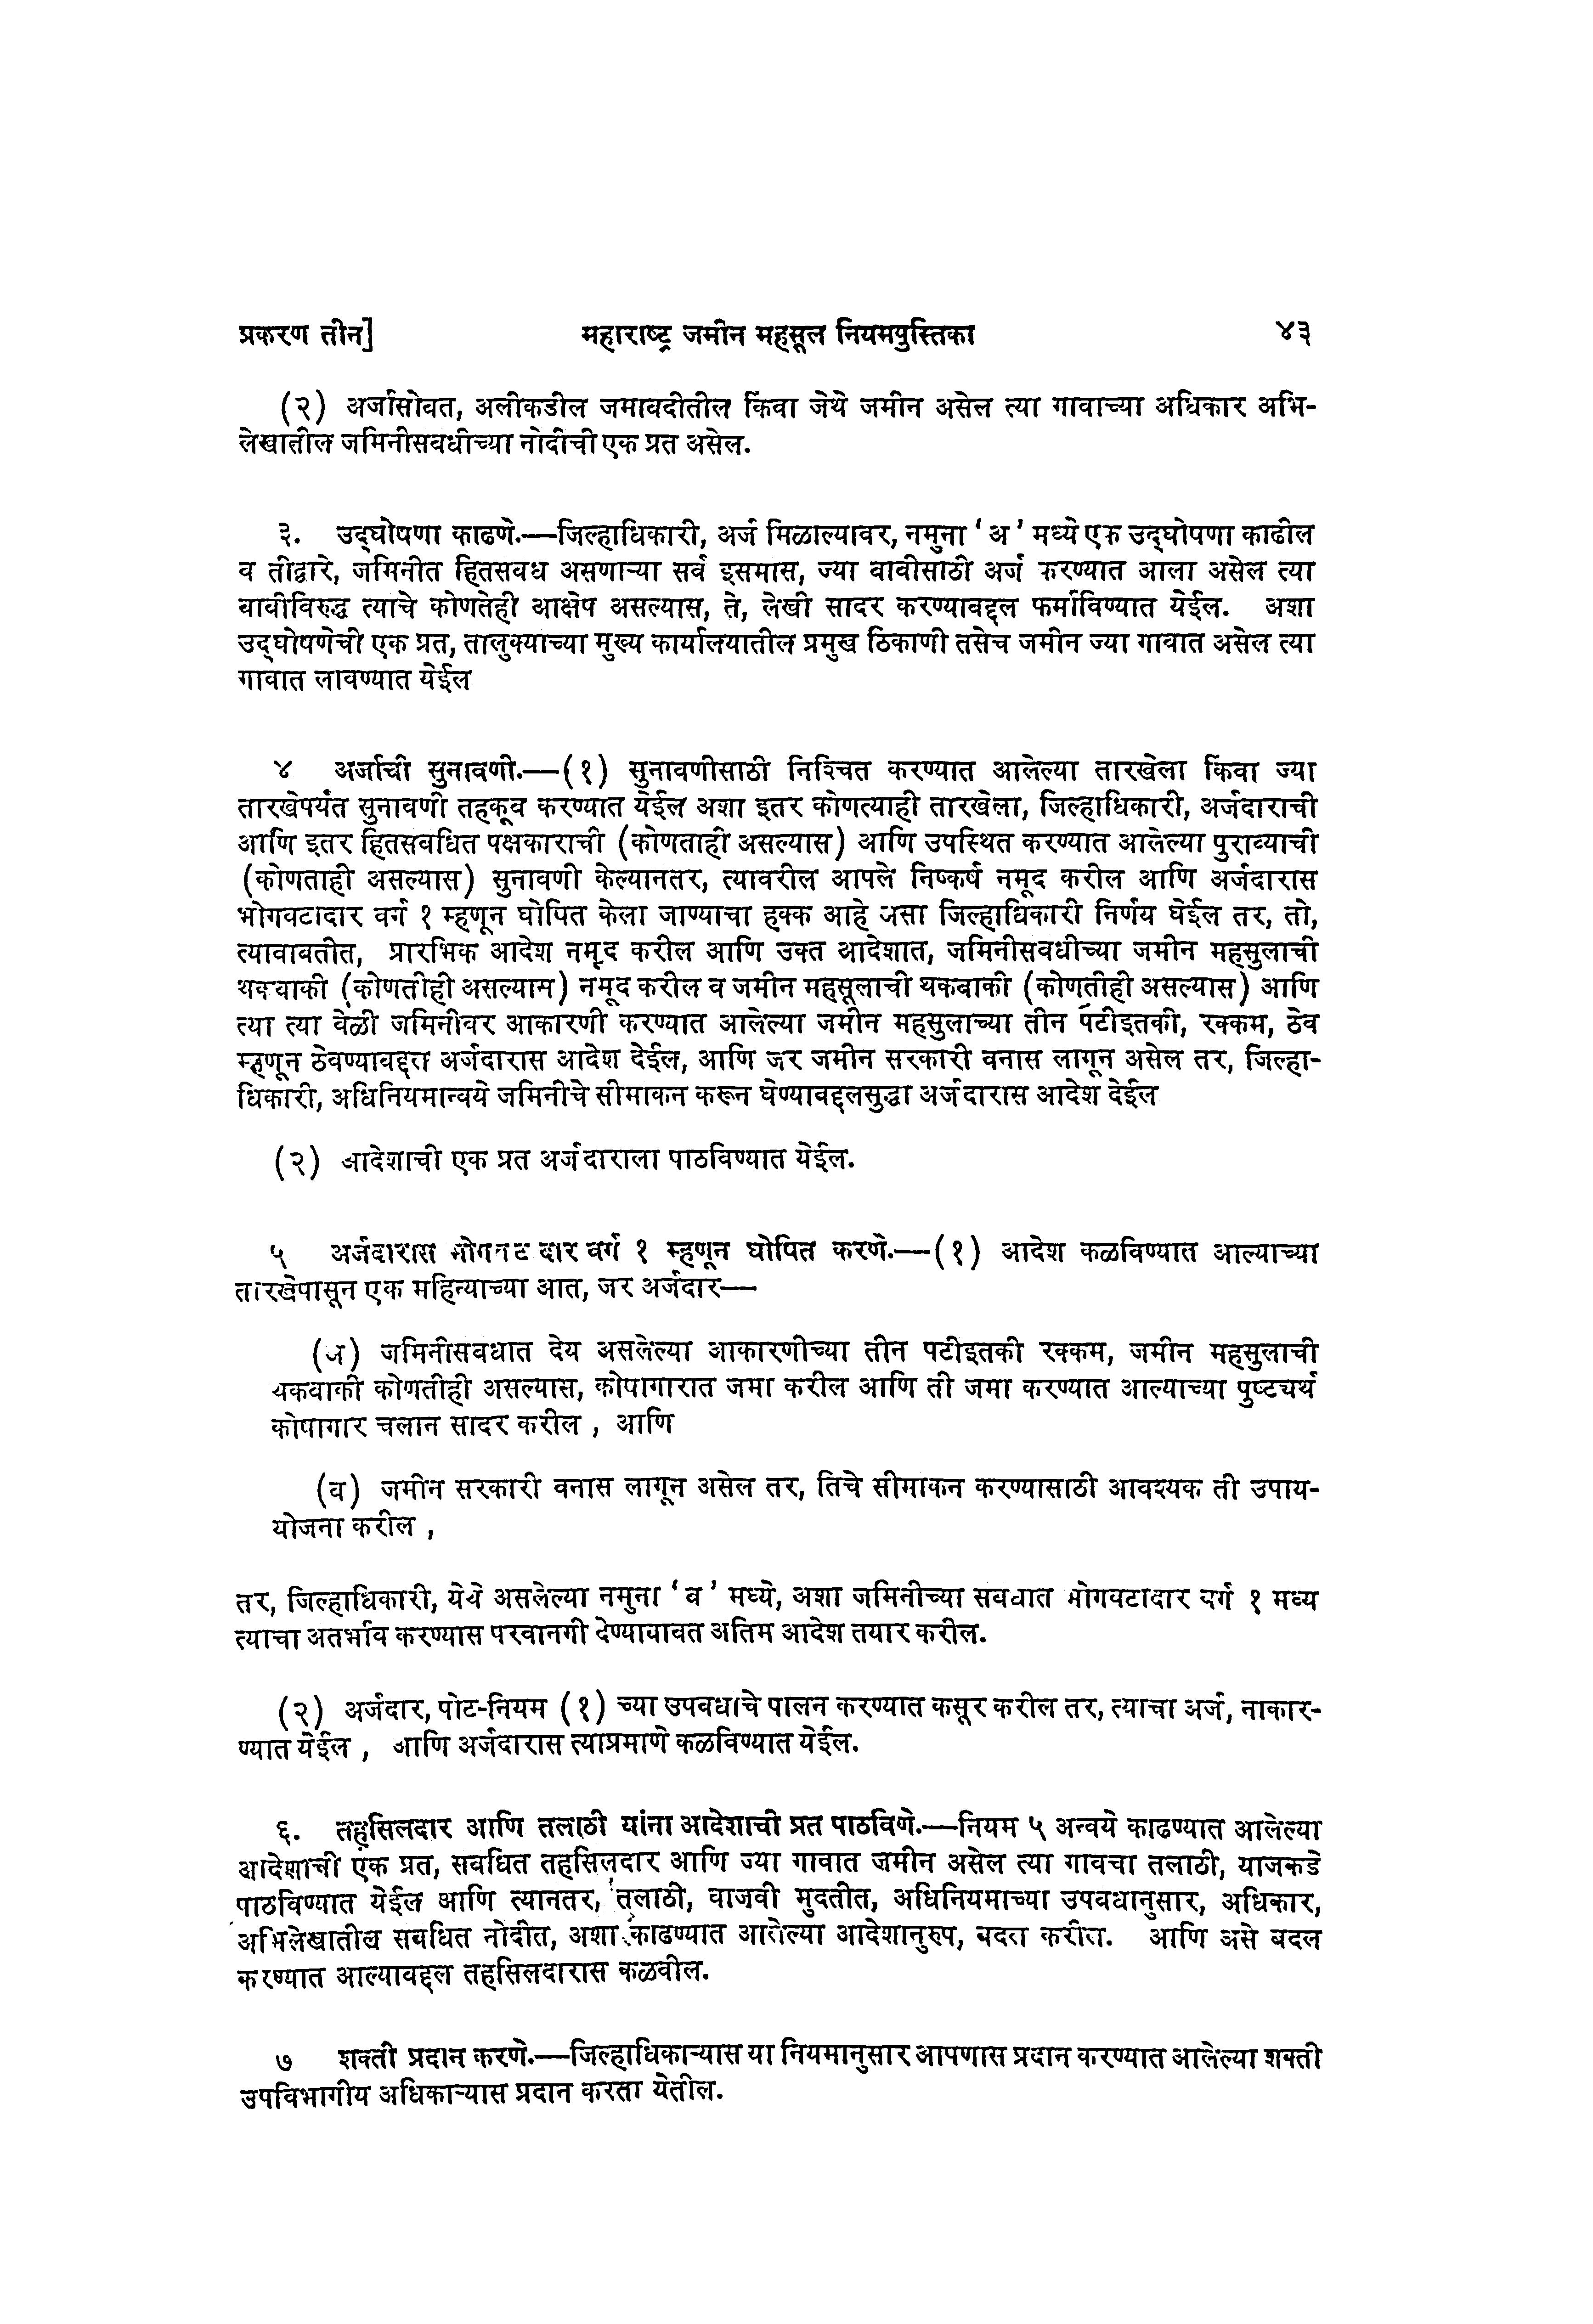 प्रकरण तीन] महाराष्ट्र जमीन महसूल नियमपुस्तिका ४३
(२) अर्जासोबत, अलीकडील जमाबदीतील किंवा जेथे जमीन असेल त्या गावाच्या अधिकार अभि-
लेखातील जमिनीसबधीच्या नोदीची एक प्रत असेल.
३. उद्घोषणा काढणे.—जिल्हाधिकारी, अर्ज मिळाल्यावर, नमुना ‘अ’ मध्ये एक उद्घोषणा काढील
व तीद्वारे, जमिनीत हितसबध असणाऱ्या सर्व इसमास, ज्या बाबीसाठी अर्ज करण्यात आला असेल त्या
बाबीविरुद्ध त्याचे कोणतेही आक्षेप असल्यास, ते, लेखी सादर करण्याबद्दल फर्माविण्यात येईल. अशा
उद्घोषणेची एक प्रत, तालुक्याच्या मुख्य कार्यालयातील प्रमुख ठिकाणी तसेच जमीन ज्या गावात असेल त्या
गावात लावण्यात येईल
४ अर्जाची सुनावणी.—(१) सुनावणीसाठी निश्चित करण्यात आलेल्या तारखेला किंवा ज्या
तारखेपर्यंत सुनावणी तहकूब करण्यात येईल अशा इतर कोणत्याही तारखेला, जिल्हाधिकारी, अर्जदाराची
आणि इतर हितसबधित पक्षकाराची (कोणताही असल्यास) आणि उपस्थित करण्यात आलेल्या पुराव्याची
(कोणताही असल्यास) सुनावणी केल्यानतर, त्यावरील आपले निष्कर्ष नमूद करील आणि अर्जदारास
भोगवटादार वर्ग १ म्हणून घोषित केला जाण्याचा हक्क आहे असा जिल्हाधिकारी निर्णय घेईल तर, तो,
त्याबाबतीत, प्रारभिक आदेश नमूद करील आणि उक्त आदेशात, जमिनीसबधीच्या जमीन महसुलाची
थकबाकी (कोणतीही असल्यास) नमूद करील व जमीन महसूलाची थकबाकी (कोणतीही असल्यास) आणि
त्या त्या वेळी जमिनीवर आकारणी करण्यात आलेल्या जमीन महसुलाच्या तीन पटीइतकी, रक्कम, ठेव
म्हणून ठेवण्याबद्दल अर्जदारास आदेश देईल, आणि जर जमीन सरकारी वनास लागून असेल तर, जिल्हा-
धिकारी, अधिनियमान्वये जमिनीचे सीमाकन करून घेण्याबद्दलसुद्धा अर्जदारास आदेश देईल
(२) आदेशाची एक प्रत अर्जदाराला पाठविण्यात येईल.
५ अर्जदारास भोगवटादार वर्ग १ म्हणून घोषित करणे.—(१) आदेश कळविण्यात आल्याच्या
तारखेपासून एक महिन्याच्या आत, जर अर्जदार—
(अ) जमिनीसबधात देय असलेल्या आकारणीच्या तीन पटीइतकी रक्कम, जमीन महसुलाची
थकबाकी कोणतीही असल्यास, कोषागारात जमा करील आणि ती जमा करण्यात आल्याच्या पुष्टचर्थ
कोषागार चलान सादर करील , आणि
(ब) जमीन सरकारी वनास लागून असेल तर, तिचे सीमाकन करण्यासाठी आवश्यक ती उपाय-
योजना करील ,
तर, जिल्हाधिकारी, येथे असलेल्या नमुना ‘ब’ मध्ये, अशा जमिनीच्या सबधात भोगवटादार वर्ग १ मध्य
त्याचा अतर्भाव करण्यास परवानगी देण्याबाबत अतिम आदेश तयार करील.
(२) अर्जदार, पोट-नियम (१) च्या उपबधाचे पालन करण्यात कसूर करील तर, त्याचा अर्ज, नाकार-
ण्यात येईल , आणि अर्जदारास त्याप्रमाणे कळविण्यात येईल.
६. तहसिलदार आणि तलाठी यांना आदेशाची प्रत पाठविणे.—नियम ५ अन्वये काढण्यात आलेल्या
आदेशाची एक प्रत, सबधित तहसिलदार आणि ज्या गावात जमीन असेल त्या गावचा तलाठी, याजकडे
पाठविण्यात येईल आणि त्यानतर, तलाठी, वाजवी मुदतीत, अधिनियमाच्या उपबधानुसार, अधिकार,
अभिलेखातील सबधित नोदीत, अशा काढण्यात आलेल्या आदेशानुरुप, बदल करील. आणि असे बदल
करण्यात आल्याबद्दल तहसिलदारास कळवील.
७ शक्ती प्रदान करणे.—जिल्हाधिकाऱ्यास या नियमानुसार आपणास प्रदान करण्यात आलेल्या शक्ती
उपविभागीय अधिकाऱ्यास प्रदान करता येतील.